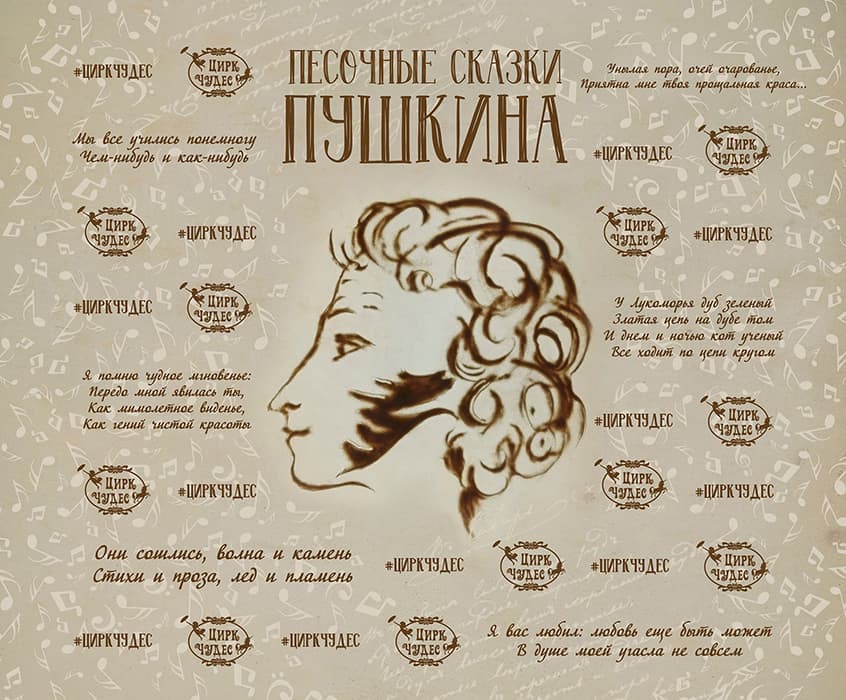 #ЦИРКЧУДЕС
ЦИРК
ЧУДЕС
ПЕСОЧНЫЕ СКАЗКИ
ПУШКИНА
Унылая пора, очей очарованье,
Приятна мне твоя прощальная краса...
Мы все учились понемногу
Чем-нибудь и как-нибудь
#ЦИРКЧУДЕС
ЦИРК
ЧУДЕС
ЦИРК
ЧУДЕС
#ЦИРКЧУДЕС
ЦИРК
ЧУДЕС
#ЦИРКЧУДЕС
#ЦИРКЧУДЕС
ЦИРК
ЧУДЕС
У Лукоморья дуб зеленый
Златая цепь на дубе том
И днем и ночью кот ученый
Все ходит по цепи кругом
Я помню чудное мгновенье:
Передо мной явилась ты,
Как мимолетное виденье,
Как гений чистой красоты
#ЦИРКЧУДЕС
ЦИРК
ЧУДЕС
ЦИРК
ЧУДЕС
#ЦИРКЧУДЕС
ЦИРК
ЧУДЕС
#ЦИРКЧУДЕС
Они сошлись, волна и камень
Стихи и проза, лед и пламень
#ЦИРКЧУДЕС
ЦИРК
ЧУДЕС
#ЦИРКЧУДЕС
ЦИРК
ЧУДЕС
#ЦИРКЧУДЕС
ЦИРК
ЧУДЕС
#ЦИРКЧУДЕС
ЦИРК
ЧУДЕС
Я вас любил: любовь еще быть может
В душе моей угасла не совсем